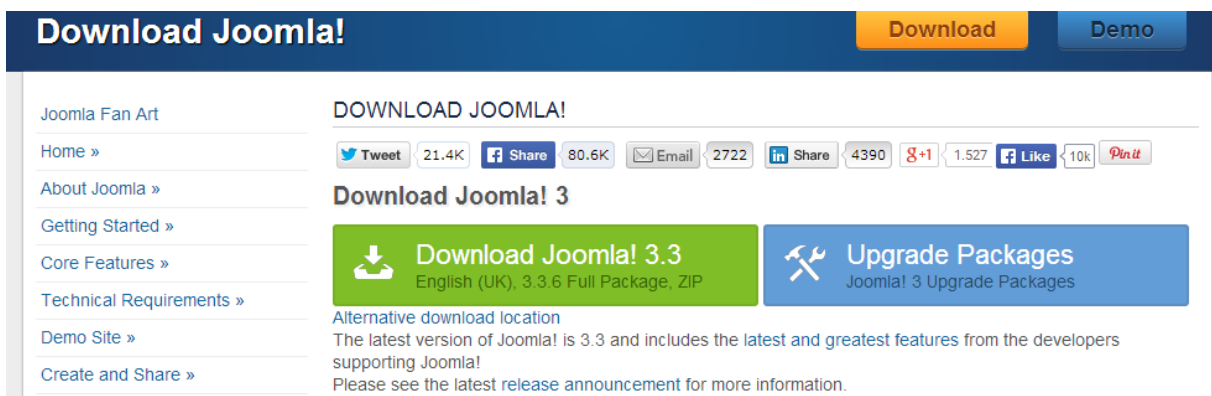 Download Joomla!
Download
Demo
Joomla Fan Art
Home »
About Joomla »
Getting Started »
Core Features »
Technical Requirements »
Demo Site »
Create and Share »
DOWNLOAD JOOMLA!
Tweet 21.4K Share 80.6K Email 2722 in Share 4390 g+1 1.527 Like 10k Pin it
Download Joomla! 3
Download Joomla! 3.3
English (UK), 3.3.6 Full Package, ZIP
Upgrade Packages
Joomla! 3 Upgrade Packages
Alternative download location
The latest version of Joomla! is 3.3 and includes the latest and greatest features from the developers
supporting Joomla!
Please see the latest release announcement for more information.